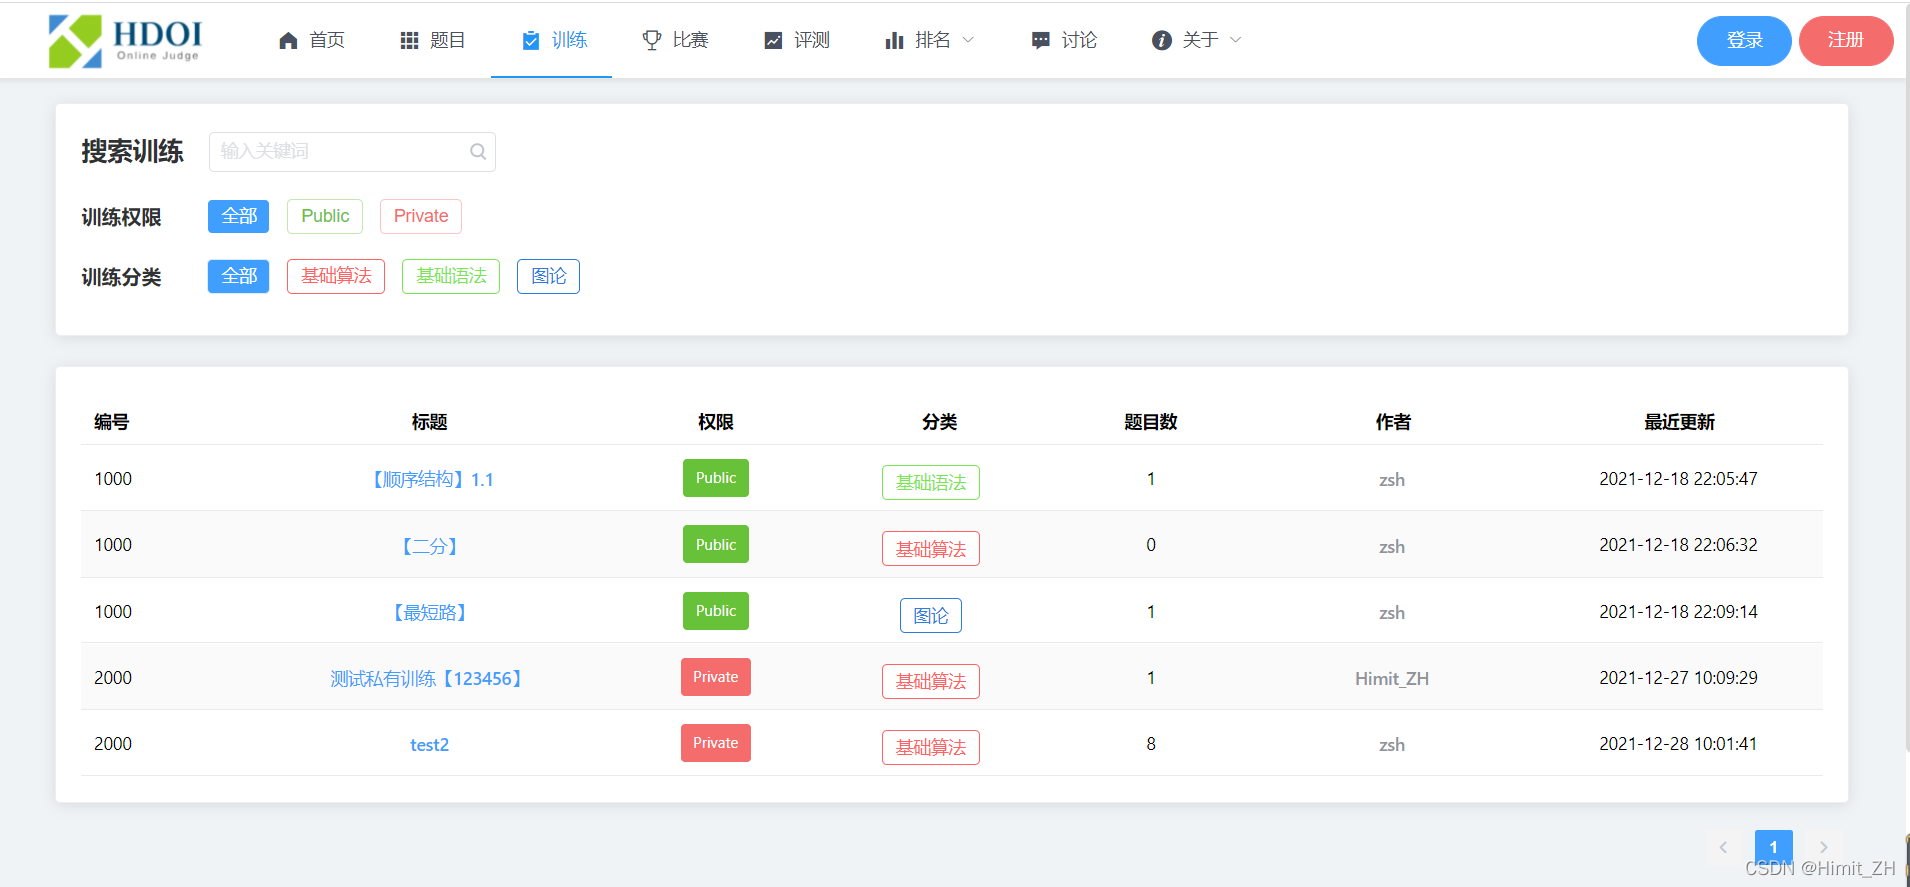 HDOI
Online Judge
首页 题目 训练 比赛 评测 排名 讨论 关于 登录 注册
搜索训练 输入关键词
训练权限 全部 Public Private
训练分类 全部 基础算法 基础语法 图论
编号 标题 权限 分类 题目数 作者 最近更新
1000 【顺序结构】1.1 Public 基础语法 1 zsh 2021-12-18 22:05:47
1000 【二分】 Public 基础算法 0 zsh 2021-12-18 22:06:32
1000 【最短路】 Public 图论 1 zsh 2021-12-18 22:09:14
2000 测试私有训练【123456】 Private 基础算法 1 Himit_ZH 2021-12-27 10:09:29
2000 test2 Private 基础算法 8 zsh 2021-12-28 10:01:41
1
CSDN @Himit_ZH